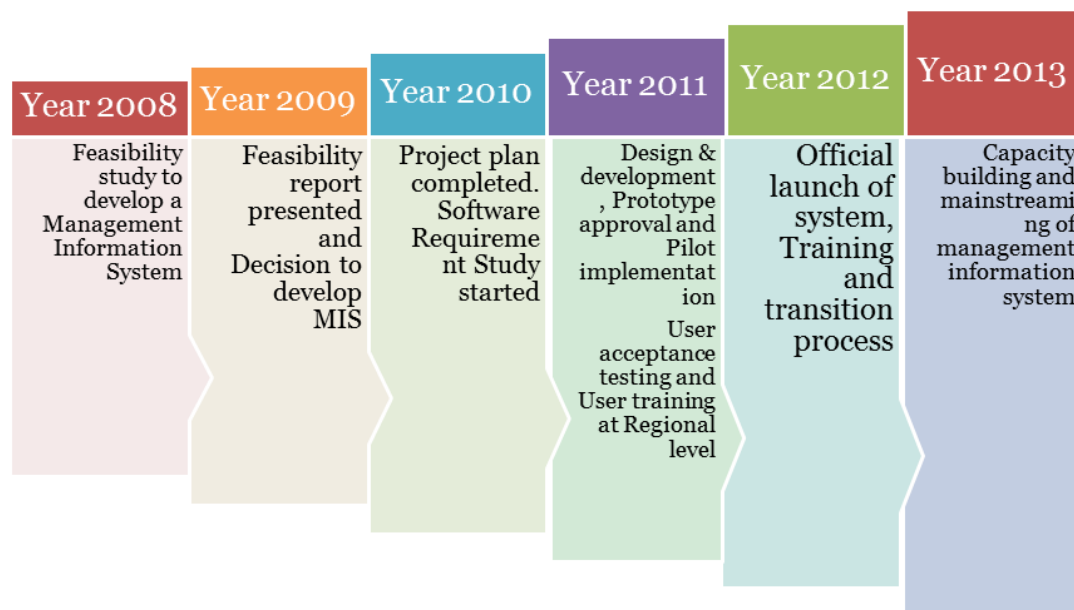 Year 2008
Feasibility
study to
develop a
Management
Information
System
Year 2009
Feasibility
report
presented
and
Decision to
develop
MIS
Year 2010
Project plan
completed.
Software
Requireme
nt Study
started
Year 2011
Design &
development
, Prototype
approval and
Pilot
implementat
ion
User
acceptance
testing and
User training
at Regional
level
Year 2012
Official
launch of
system,
Training
and
transition
process
Year 2013
Capacity
building and
mainstreami
ng of
management
information
system